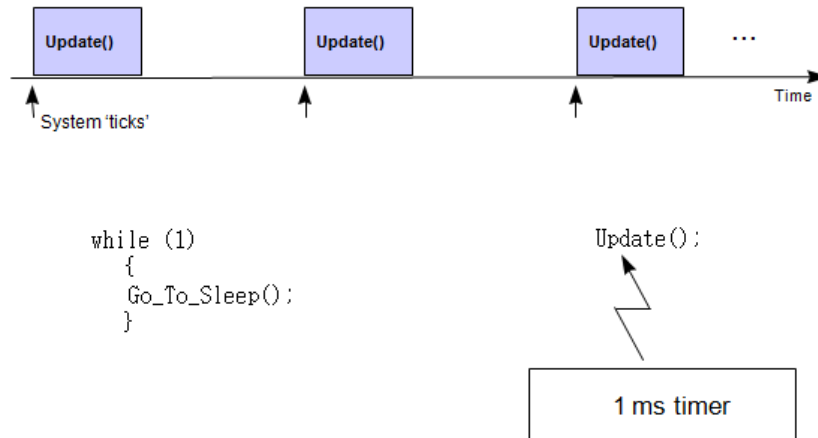 Update()
Update()
Update()
...
Time
System 'ticks'
while (1)
{
Go_To_Sleep();
}
Update();
1 ms timer